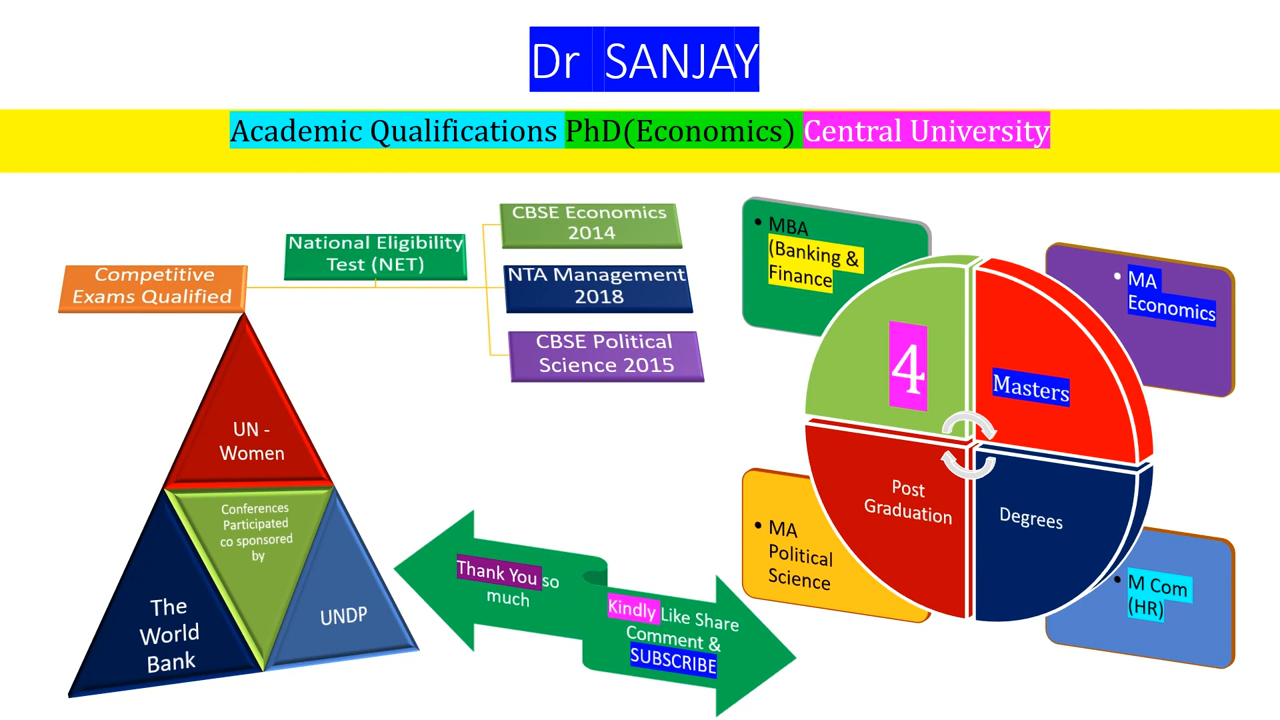 Dr SANJAY
Academic Qualifications PhD(Economics) Central University
Competitive
Exams Qualified
National Eligibility
Test (NET)
CBSE Economics
2014
NTA Management
2018
CBSE Political
Science 2015
UN -
Women
Conferences
Participated
co sponsored
by
The
World
Bank
UNDP
Thank You so
much
Kindly Like Share
Comment &
SUBSCRIBE
• MBA
(Banking &
Finance
• MA
Economics
4
Masters
Post
Graduation
Degrees
• MA
Political
Science
• M Com
(HR)